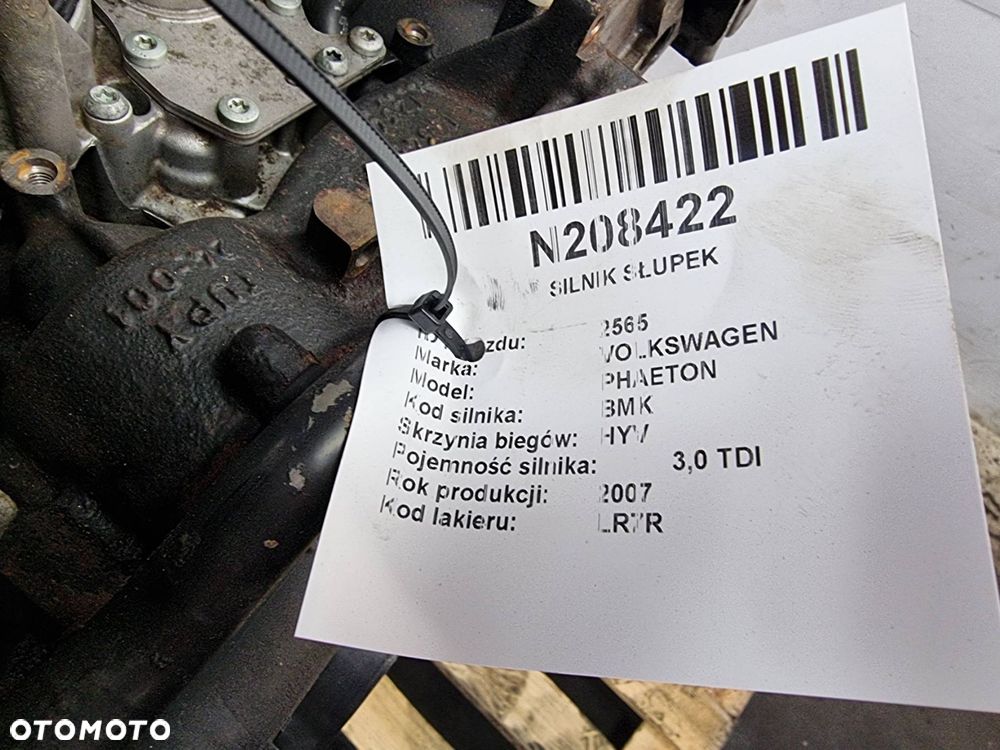 N208422
SILNIK SŁUPEK
2565
Marka: VOLKSWAGEN
Model: PHAETON
Kod silnika: BMK
Skrzynia biegów: HYV
Pojemność silnika: 3,0 TDI
Rok produkcji: 2007
Kod lakieru: LR7R
OTOMOTO